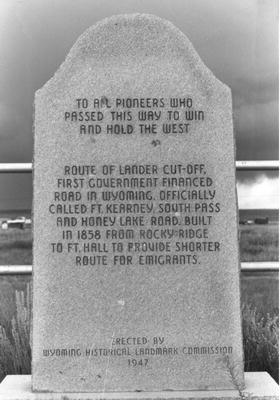 TO ALL PIONEERS WHO
PASSED THIS WAY TO WIN
AND HOLD THE WEST
ROUTE OF LANDER CUT-OFF,
FIRST GOVERNMENT FINANCED
ROAD IN WYOMING. OFFICIALLY
CALLED FT. KEARNEY, SOUTH PASS
AND HONEY LAKE ROAD. BUILT
IN 1858 FROM ROCKY RIDGE
TO FT. HALL TO PROVIDE SHORTER
ROUTE FOR EMIGRANTS.
ERECTED BY
WYOMING HISTORICAL LANDMARK COMMISSION
1947